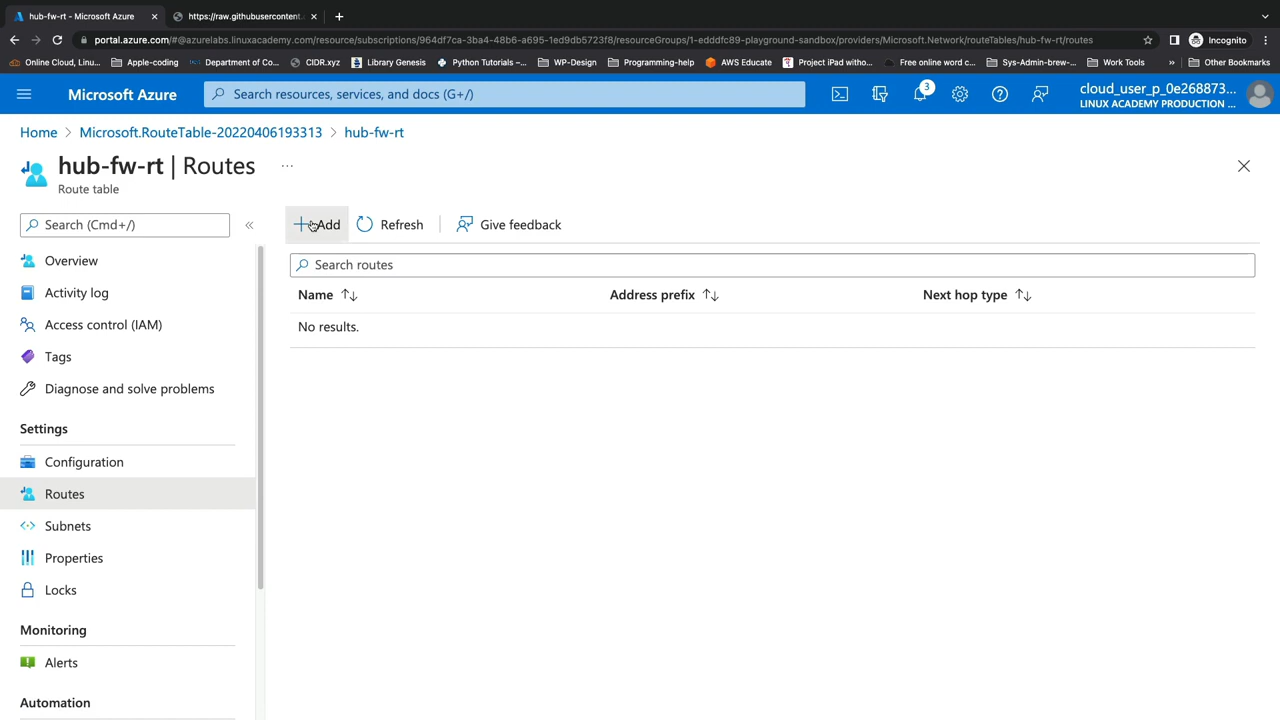 hub-fw-rt - Microsoft Azure
https://raw.githubusercontent.c
portal.azure.com/#@azurelabs.linuxacademy.com/resource/subscriptions/964df7ca-3ba4-48b6-a695-1ed9db5723f8/resourceGroups/1-edddfc89-playground-sandbox/providers/Microsoft.Network/routeTables/hub-fw-rt/routes
Incognito
Online Cloud, Linu...
Apple-coding
Department of Co...
CIDR.xyz
Library Genesis
Python Tutorials –...
WP-Design
Programming-help
AWS Educate
Project iPad witho...
Free online word c...
Sys-Admin-brew-...
Work Tools
»
Other Bookmarks
Microsoft Azure
Search resources, services, and docs (G+/)
3
cloud_user_p_0e268873...
LINUX ACADEMY PRODUCTION ...
Home > Microsoft.RouteTable-20220406193313 > hub-fw-rt
hub-fw-rt | Routes ...
Route table
Search (Cmd+/)
«
Add
Refresh
Give feedback
Search routes
Name
Address prefix
Next hop type
No results.
Overview
Activity log
Access control (IAM)
Tags
Diagnose and solve problems
Settings
Configuration
Routes
Subnets
Properties
Locks
Monitoring
Alerts
Automation